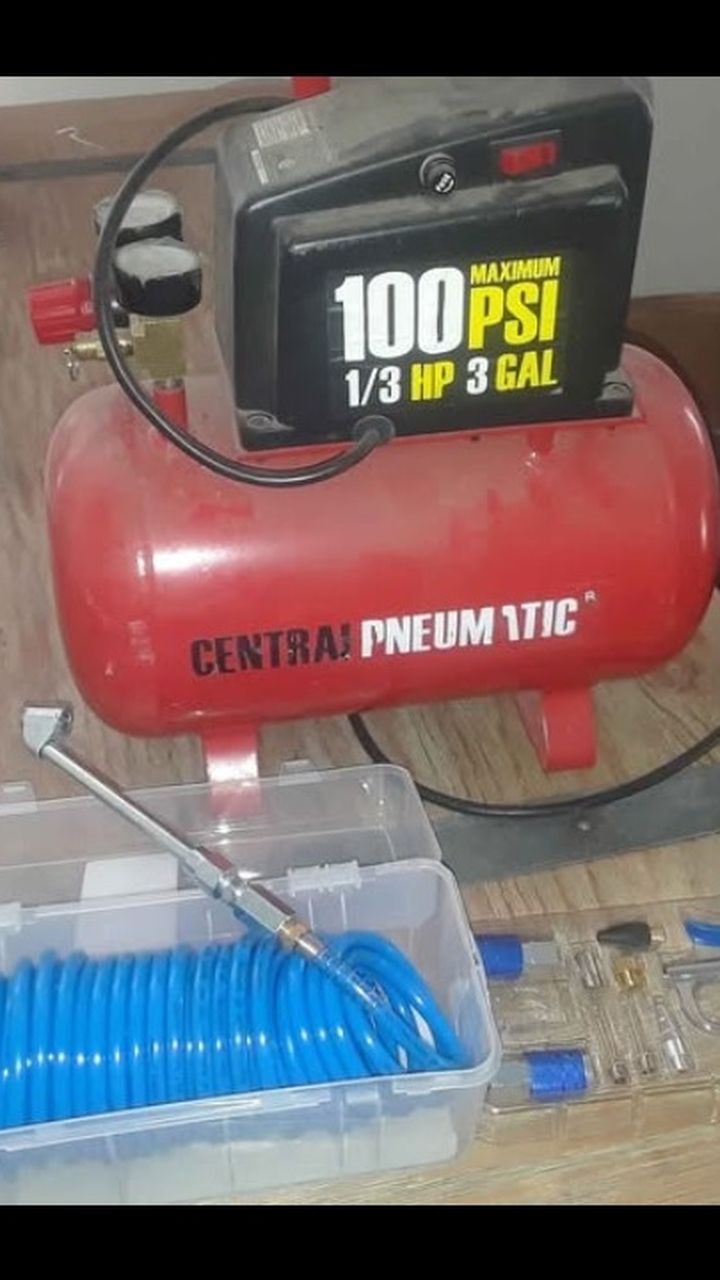 100 MAXIMUM PSI
1/3 HP 3 GAL
CENTRAL PNEUMATIC®